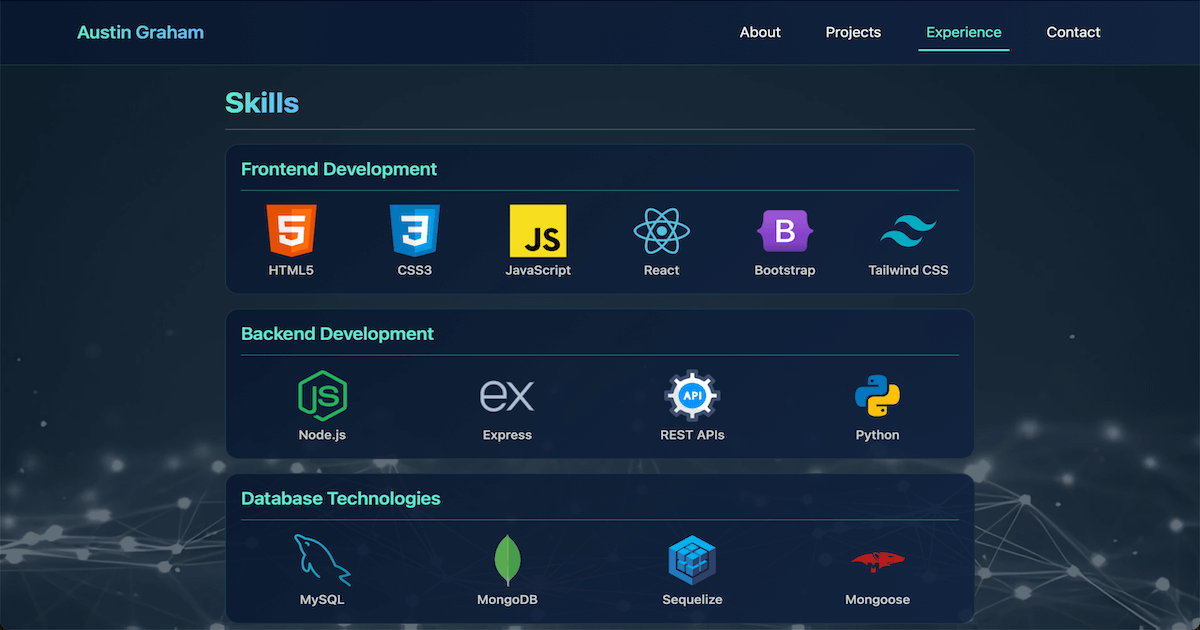 Austin Graham
About Projects Experience Contact
Skills
Frontend Development
5 3 JS B
HTML5 CSS3 JavaScript React Bootstrap Tailwind CSS
Backend Development
JS ex API
Node.js Express REST APIs Python
Database Technologies
MySQL MongoDB Sequelize Mongoose